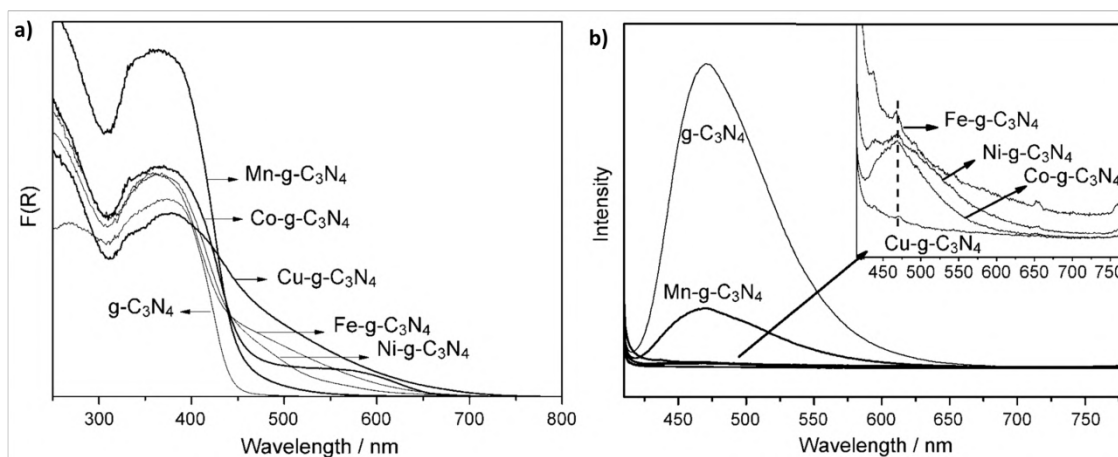 a)
F(R)
Mn-g-C₃N₄
Co-g-C₃N₄
Cu-g-C₃N₄
g-C₃N₄
Fe-g-C₃N₄
Ni-g-C₃N₄
300 400 500 600 700 800
Wavelength / nm
b)
Intensity
g-C₃N₄
Mn-g-C₃N₄
Fe-g-C₃N₄
Ni-g-C₃N₄
Co-g-C₃N₄
Cu-g-C₃N₄
450 500 550 600 650 700 750
450 500 550 600 650 700 750
Wavelength / nm